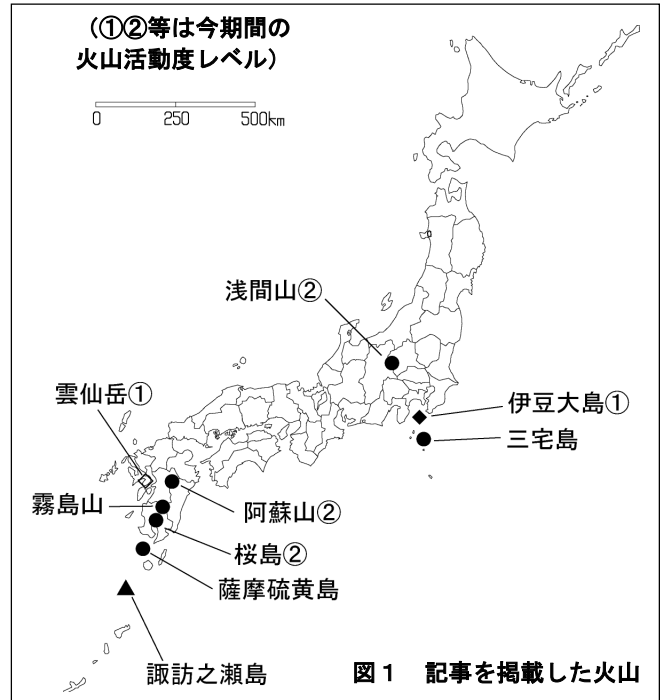 (①②等は今期間の
火山活動度レベル)
0 250 500km
浅間山②
雲仙岳①
伊豆大島①
三宅島
霧島山
阿蘇山②
桜島②
薩摩硫黄島
諏訪之瀬島
図1 記事を掲載した火山